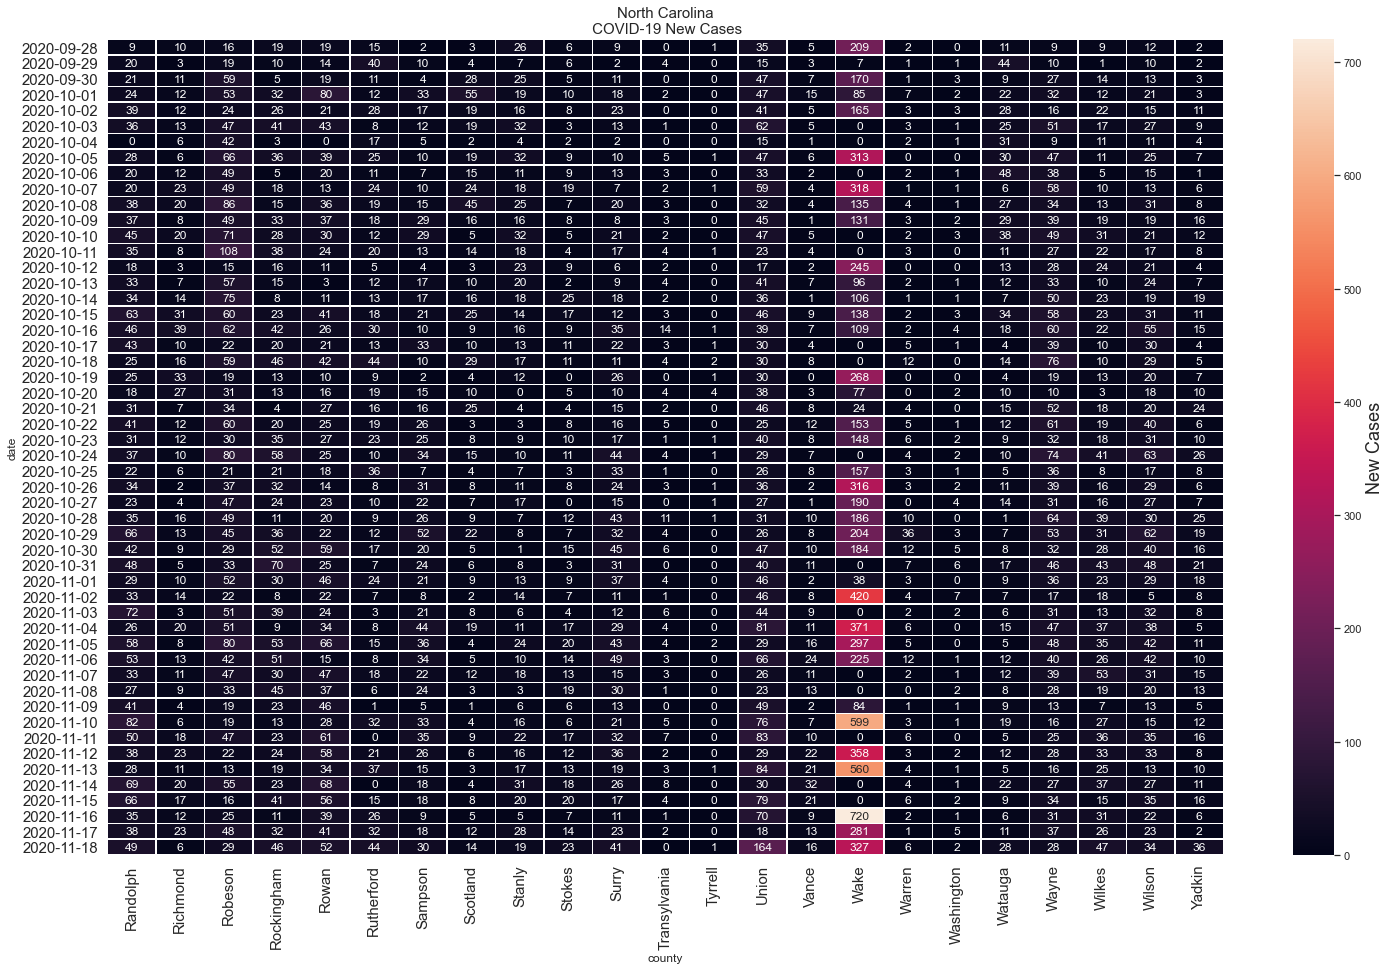 North Carolina
COVID-19 New Cases
2020-09-28 9 10 16 19 19 15 2 3 26 6 9 0 1 35 5 209 2 0 11 9 9 12 2
2020-09-29 20 3 19 10 14 40 10 4 7 6 2 4 0 15 3 7 1 1 44 10 1 10 2
2020-09-30 21 11 59 5 19 11 4 28 25 5 11 0 0 47 7 170 1 3 9 27 14 13 3
2020-10-01 24 12 53 32 80 12 33 55 19 10 18 2 0 47 15 85 7 2 22 32 12 21 3
2020-10-02 39 12 24 26 21 28 17 19 16 8 23 0 0 41 5 165 3 3 28 16 22 15 11
2020-10-03 36 13 47 41 43 8 12 19 32 3 13 1 0 62 5 0 3 1 25 51 17 27 9
2020-10-04 0 6 42 3 0 17 5 2 4 2 2 0 0 15 1 0 2 1 31 9 11 11 4
2020-10-05 28 6 66 36 39 25 10 19 32 9 10 5 1 47 6 313 0 0 30 47 11 25 7
2020-10-06 20 12 49 5 20 11 7 15 11 9 13 3 0 33 2 0 2 1 48 38 5 15 1
2020-10-07 20 23 49 18 13 24 10 24 18 19 7 2 1 59 4 318 1 1 6 58 10 13 6
2020-10-08 38 20 86 15 36 19 15 45 25 7 20 3 0 32 4 135 4 1 27 34 13 31 8
2020-10-09 37 8 49 33 37 18 29 16 16 8 8 3 0 45 1 131 3 2 29 39 19 19 16
2020-10-10 45 20 71 28 30 12 29 5 32 5 21 2 0 47 5 0 2 3 38 49 31 21 12
2020-10-11 35 8 108 38 24 20 13 14 18 4 17 4 1 23 4 0 3 0 11 27 22 17 8
2020-10-12 18 3 15 16 11 5 4 3 23 9 6 2 0 17 2 245 0 0 13 28 24 21 4
2020-10-13 33 7 57 15 3 12 17 10 20 2 9 4 0 41 7 96 2 1 12 33 10 24 7
2020-10-14 34 14 75 8 11 13 17 16 18 25 18 2 0 36 1 106 1 1 7 50 23 19 19
2020-10-15 63 31 60 23 41 18 21 25 14 17 12 3 0 46 9 138 2 3 34 58 23 31 11
2020-10-16 46 39 62 42 26 30 10 9 16 9 35 14 1 39 7 109 2 4 18 60 22 55 15
2020-10-17 43 10 22 20 21 13 33 10 13 11 22 3 1 30 4 0 5 1 4 39 10 30 4
2020-10-18 25 16 59 46 42 44 10 29 17 11 11 4 2 30 8 0 12 0 14 76 10 29 5
2020-10-19 25 33 19 13 10 9 2 4 12 0 26 0 1 30 0 268 0 0 4 19 13 20 7
2020-10-20 18 27 31 13 16 19 15 10 0 5 10 4 4 38 3 77 0 2 10 10 3 18 10
2020-10-21 31 7 34 4 27 16 16 25 4 4 15 2 0 46 8 24 4 0 15 52 18 20 24
2020-10-22 41 12 60 20 25 19 26 3 3 8 16 5 0 25 12 153 5 1 12 61 19 40 6
2020-10-23 31 12 30 35 27 23 25 8 9 10 17 1 1 40 8 148 6 2 9 32 18 31 10
2020-10-24 37 10 80 58 25 10 34 15 10 11 44 4 1 29 7 0 4 2 10 74 41 63 26
2020-10-25 22 6 21 21 18 36 7 4 7 3 33 1 0 26 8 157 3 1 5 36 8 17 8
2020-10-26 34 2 37 32 14 8 31 8 11 8 24 3 1 36 2 316 3 2 11 39 16 29 6
2020-10-27 23 4 47 24 23 10 22 7 17 0 15 0 1 27 1 190 0 4 14 31 16 27 7
2020-10-28 35 16 49 11 20 9 26 9 7 12 43 11 1 31 10 186 10 0 1 64 39 30 25
2020-10-29 66 13 45 36 22 12 52 22 8 7 32 4 0 26 8 204 36 3 7 53 31 62 19
2020-10-30 42 9 29 52 59 17 20 5 1 15 45 6 0 47 10 184 12 5 8 32 28 40 16
2020-10-31 48 5 33 70 25 7 24 6 8 3 31 0 0 40 11 0 7 6 17 46 43 48 21
2020-11-01 29 10 52 30 46 24 21 9 13 9 37 4 0 46 2 38 3 0 9 36 23 29 18
2020-11-02 33 14 22 8 22 7 8 2 14 7 11 1 0 46 8 420 4 7 7 17 18 5 8
2020-11-03 72 3 51 39 24 3 21 8 6 4 12 6 0 44 9 0 2 2 6 31 13 32 8
2020-11-04 26 20 51 9 34 8 44 19 11 17 29 4 0 81 11 371 6 0 15 47 37 38 5
2020-11-05 58 8 80 53 66 15 36 4 24 20 43 4 2 29 16 297 5 0 5 48 35 42 11
2020-11-06 53 13 42 51 15 8 34 5 10 14 49 3 0 66 24 225 12 1 12 40 26 42 10
2020-11-07 33 11 47 30 47 18 22 12 18 13 15 3 0 26 11 0 2 1 12 39 53 31 15
2020-11-08 27 9 33 45 37 6 24 3 3 19 30 1 0 23 13 0 0 2 8 28 19 20 13
2020-11-09 41 4 19 23 46 1 5 1 6 6 13 0 0 49 2 84 1 1 9 13 7 13 5
2020-11-10 82 6 19 13 28 32 33 4 16 6 21 5 0 76 7 599 3 1 19 16 27 15 12
2020-11-11 50 18 47 23 61 0 35 9 22 17 32 7 0 83 10 0 6 0 5 25 36 35 16
2020-11-12 38 23 22 24 58 21 26 6 16 12 36 2 0 29 22 358 3 2 12 28 33 33 8
2020-11-13 28 11 13 19 34 37 15 3 17 13 19 3 1 84 21 560 4 1 5 16 25 13 10
2020-11-14 69 20 55 23 68 0 18 4 31 18 26 8 0 30 32 0 4 1 22 27 37 27 11
2020-11-15 66 17 16 41 56 15 18 8 20 20 17 4 0 79 21 0 6 2 9 34 15 35 16
2020-11-16 35 12 25 11 39 26 9 5 5 7 11 1 0 70 9 720 2 1 6 31 31 22 6
2020-11-17 38 23 48 32 41 32 18 12 28 14 23 2 0 18 13 281 1 5 11 37 26 23 2
2020-11-18 49 6 29 46 52 44 30 14 19 23 41 0 1 164 16 327 6 2 28 28 47 34 36
Randolph Richmond Robeson Rockingham Rowan Rutherford Sampson Scotland Stanly Stokes Surry Transylvania Tyrrell Union Vance Wake Warren Washington Watauga Wayne Wilkes Wilson Yadkin
county
date
700
600
500
400
300
200
100
0
New Cases